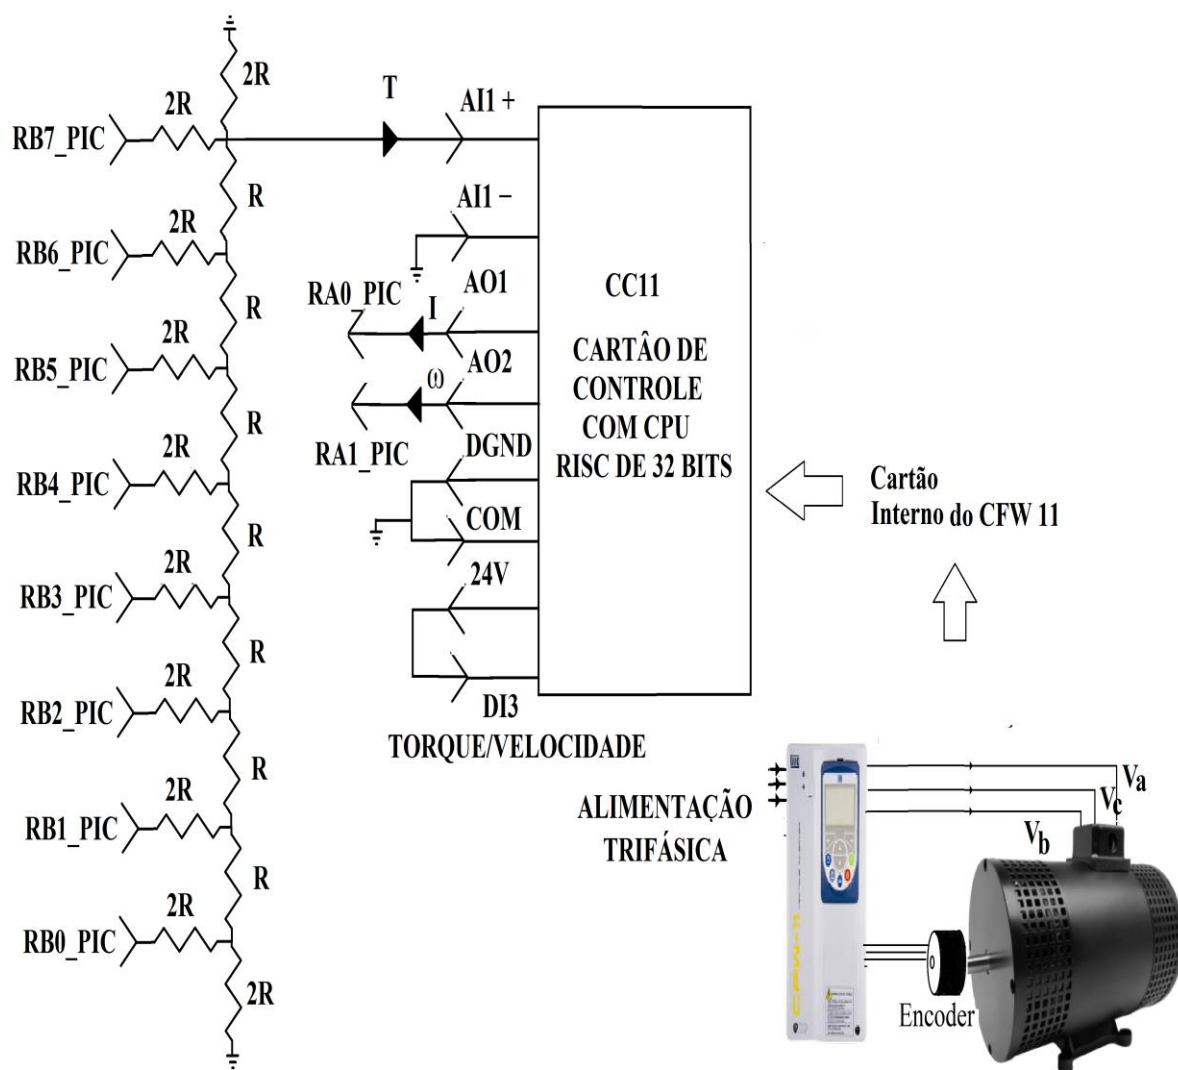 2R
RB7_PIC
2R
T
AI1 +
R
RB6_PIC
2R
AI1 −
R
RA0_PIC
I
AO1
CC11
CARTÂO DE
CONTROLE
COM CPU
RISC DE 32 BITS
RB5_PIC
2R
ω
AO2
R
RA1_PIC
DGND
RB4_PIC
2R
COM
Cartão
Interno do CFW 11
R
24V
RB3_PIC
2R
R
RB2_PIC
2R
DI3
TORQUE/VELOCIDADE
R
RB1_PIC
2R
ALIMENTAÇÃO
TRIFÁSICA
Va
Vc
Vb
R
RB0_PIC
2R
2R
CFW-11
Encoder